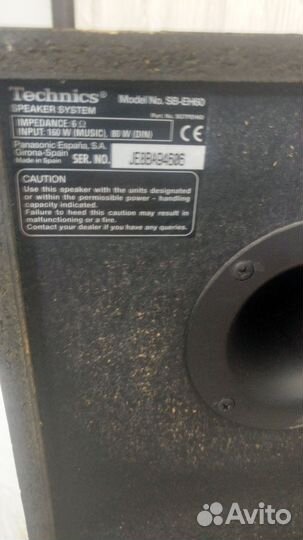 Technics® Model No. SB-EH60
SPEAKER SYSTEM
IMPEDANCE: 6 Ω
INPUT: 160 W (MUSIC), 80 W (DIN)
CE
Panasonic España, S.A.
Girona-Spain
Made in Spain SER. NO. JE8BA94506
CAUTION
Use this speaker with the units designated
or within the permissible power - handling
capacity indicated.
Failure to heed this caution may result in
malfunctioning or a fire.
Contact your dealer if you have any queries.
Avito